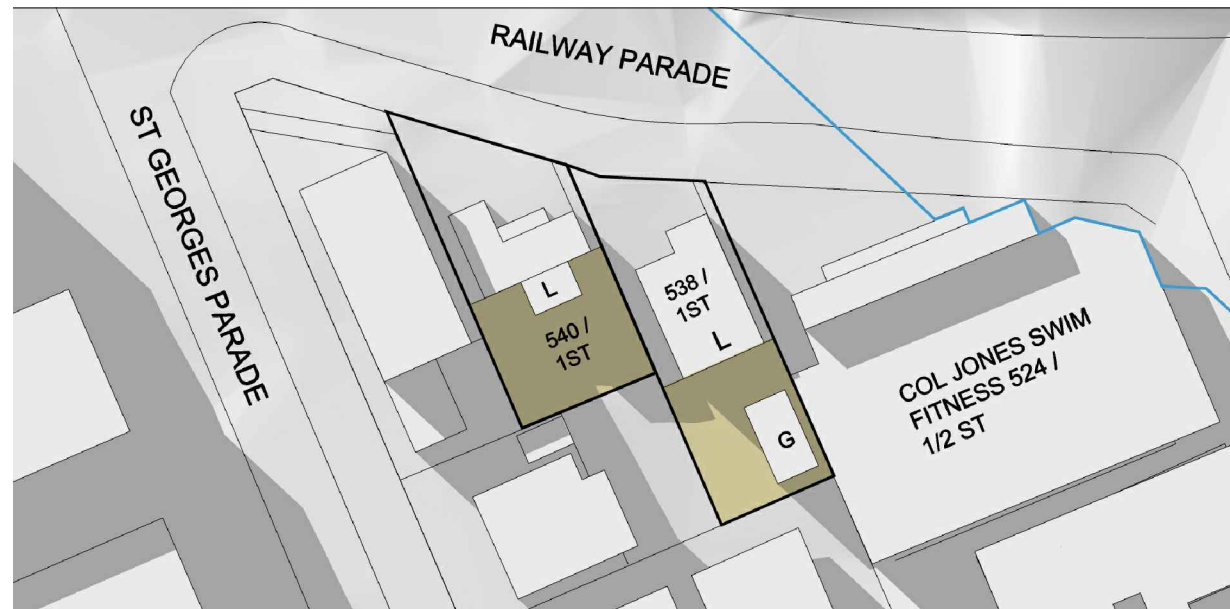 RAILWAY PARADE
ST GEORGES PARADE
L
540 /
1ST
538 /
1ST
L
G
COL JONES SWIM
FITNESS 524 /
1/2 ST